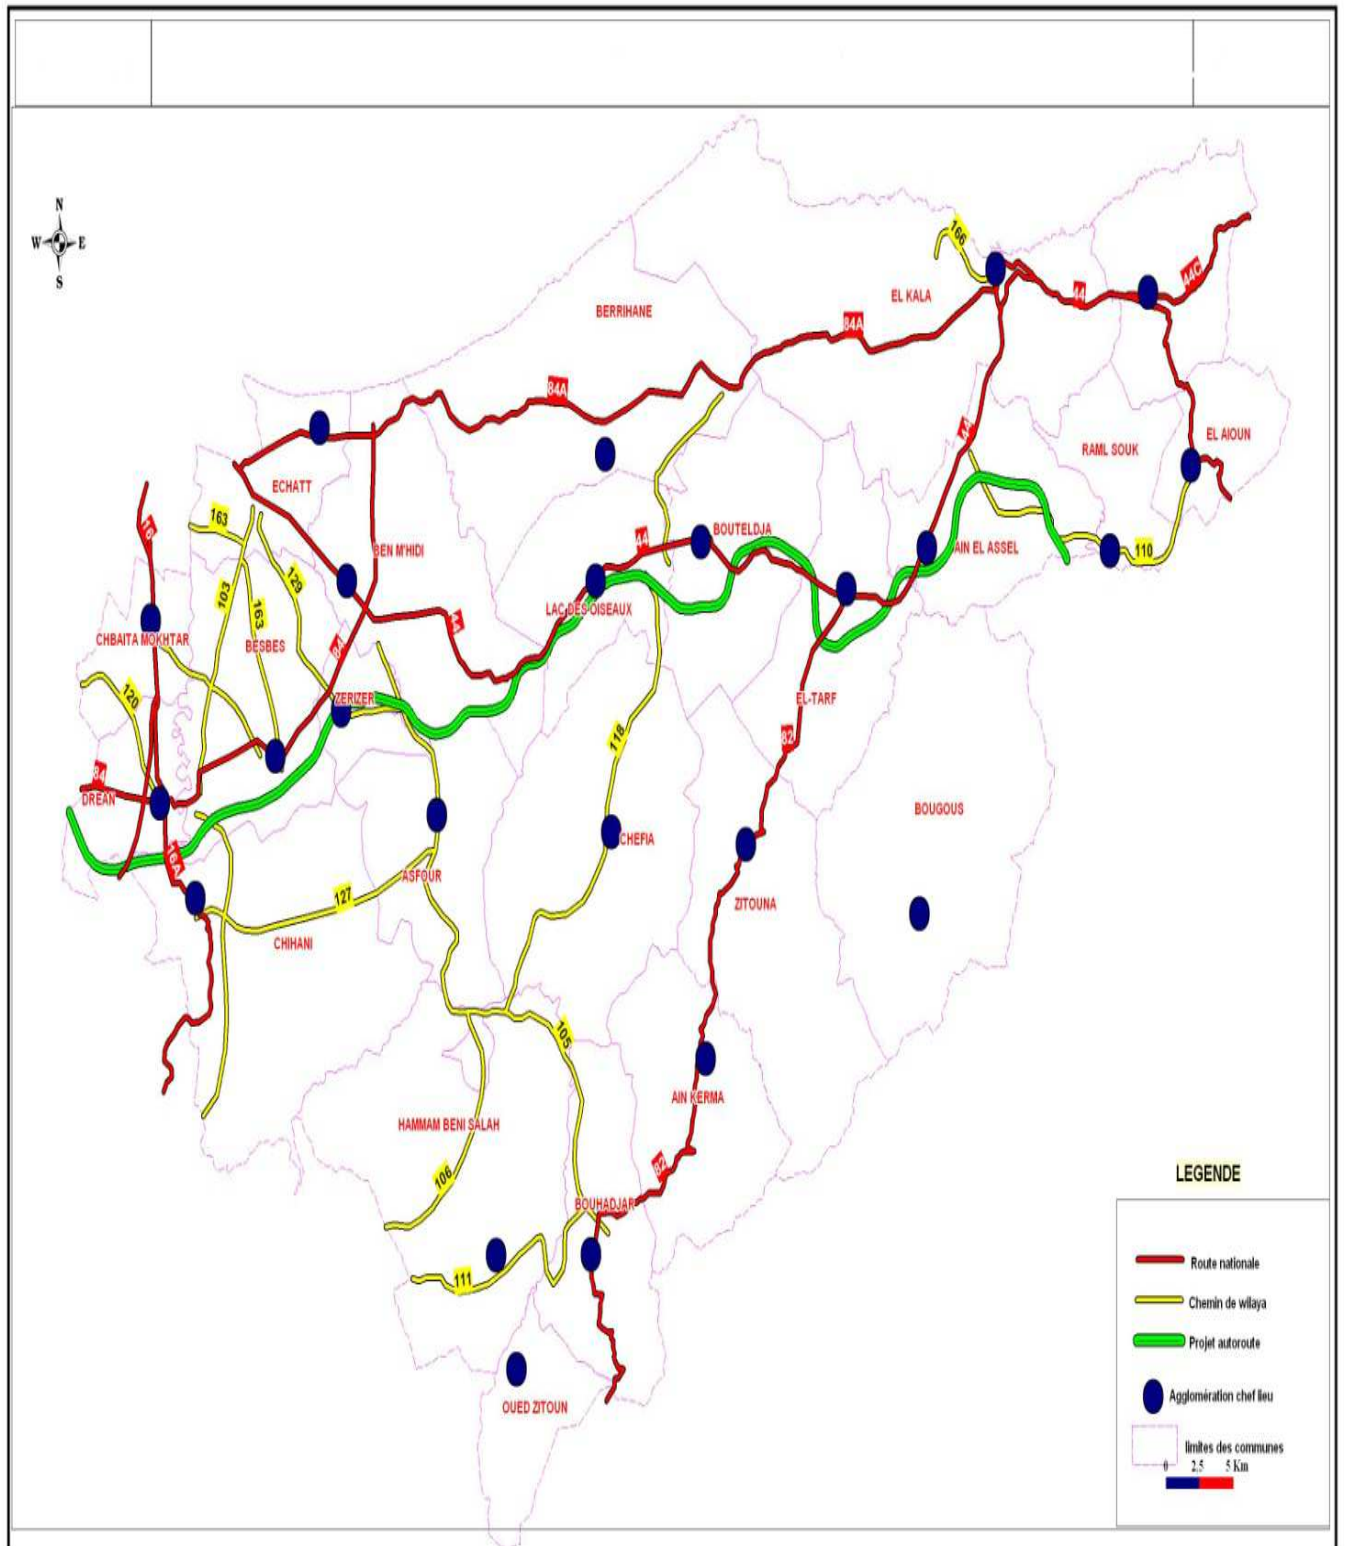 N
W E
S
166
EL KALA
44C
44
BERRIHANE
84A
84A
EL AIOUN
RAML SOUK
44
ECHATT
163
16
BOUTELDJA
44
BEN M'HIDI
AIN EL ASSEL
110
129
103
163
LAC DES OISEAUX
44
CHBAITA MOKHTAR
BESBES
84
120
ZERIZER
EL-TARF
82
118
84
DREAN
BOUGOUS
CHEFIA
16A
ASFOUR
127
ZITOUNA
CHIHANI
105
AIN KERMA
HAMMAM BENI SALAH
82
106
BOUHADJAR
111
OUED ZITOUN
LEGENDE
Route nationale
Chemin de wilaya
Projet autoroute
Agglomération chef lieu
limites des communes
0 2,5 5 Km